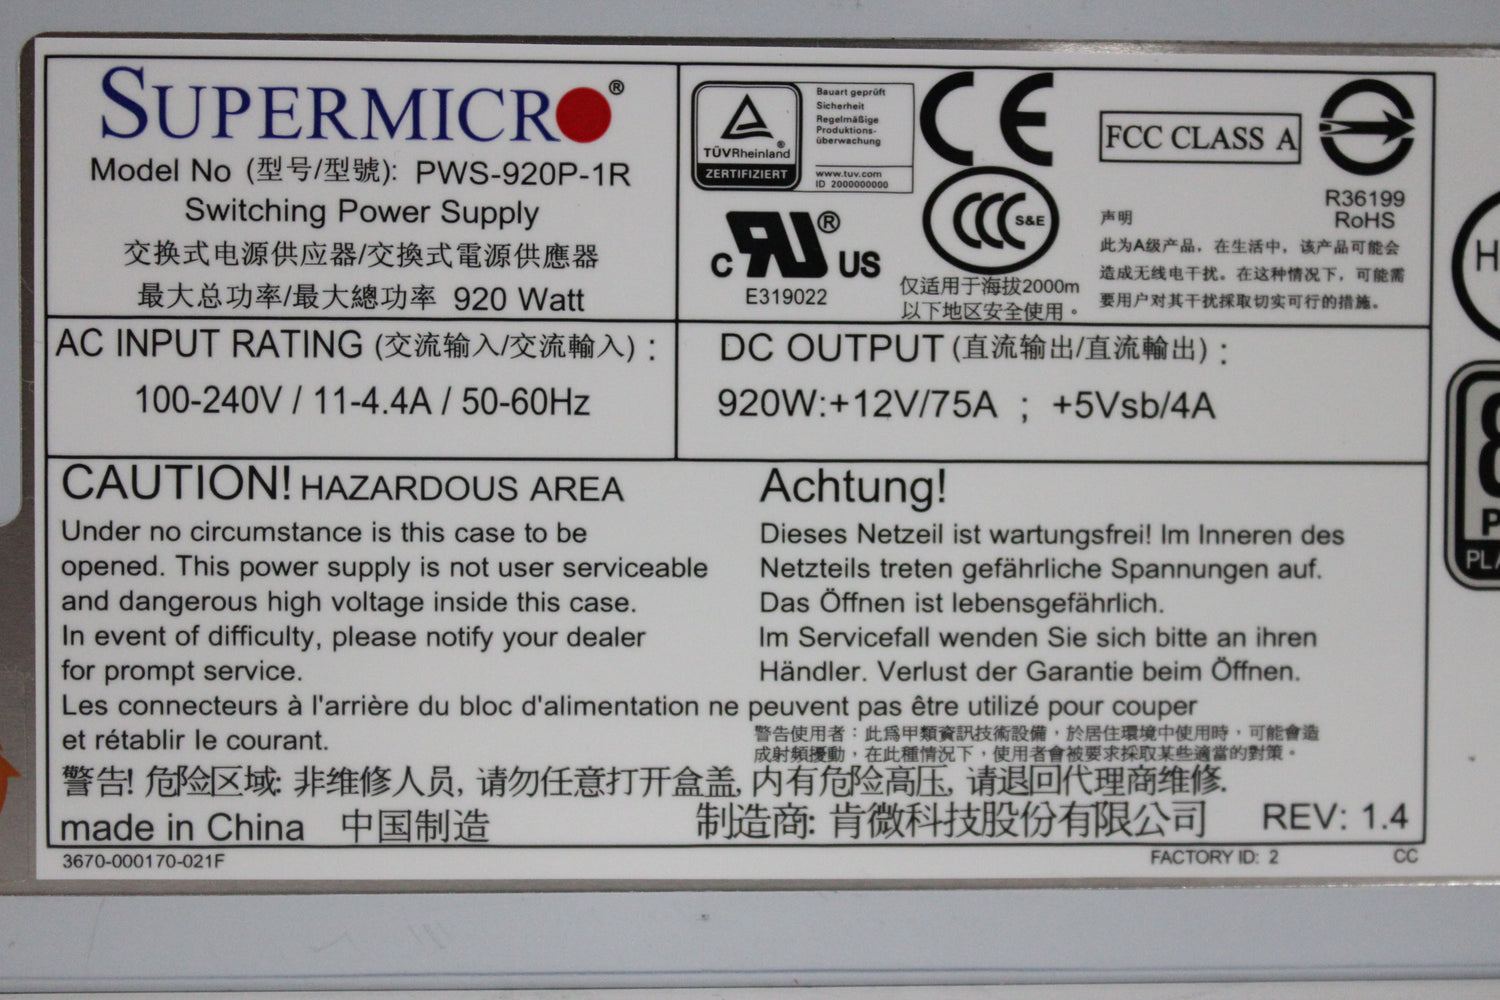 SUPERMICRO®
Model No (型号/型號): PWS-920P-1R
Switching Power Supply
交换式电源供应器/交換式電源供應器
最大总功率/最大總功率 920 Watt
TÜVRheinland®
ZERTIFIZIERT
Bauart geprüft
Sicherheit
Regelmäßige
Produktions-
überwachung
www.tuv.com
ID 2000000000
CE
FCC CLASS A
R36199
RoHS
c RU® US
E319022
CCC S&E
仅适用于海拔2000m
以下地区安全使用。
声明
此为A级产品，在生活中，该产品可能会
造成无线电干扰。在这种情况下，可能需
要用户对其干扰采取切实可行的措施。
AC INPUT RATING (交流输入/交流輸入) :
100-240V / 11-4.4A / 50-60Hz
DC OUTPUT (直流输出/直流輸出) :
920W:+12V/75A ; +5Vsb/4A
CAUTION! HAZARDOUS AREA
Under no circumstance is this case to be
opened. This power supply is not user serviceable
and dangerous high voltage inside this case.
In event of difficulty, please notify your dealer
for prompt service.
Achtung!
Dieses Netzeil ist wartungsfrei! Im Inneren des
Netzteils treten gefährliche Spannungen auf.
Das Öffnen ist lebensgefährlich.
Im Servicefall wenden Sie sich bitte an ihren
Händler. Verlust der Garantie beim Öffnen.
Les connecteurs à l'arrière du bloc d'alimentation ne peuvent pas être utilizé pour couper
et rétablir le courant.
警告使用者：此爲甲類資訊技術設備，於居住環境中使用時，可能會造
成射頻擾動，在此種情況下，使用者會被要求採取某些適當的對策。
警告! 危险区域: 非维修人员, 请勿任意打开盒盖, 内有危险高压, 请退回代理商维修.
made in China 中国制造
制造商: 肯微科技股份有限公司
REV: 1.4
3670-000170-021F
FACTORY ID: 2
CC